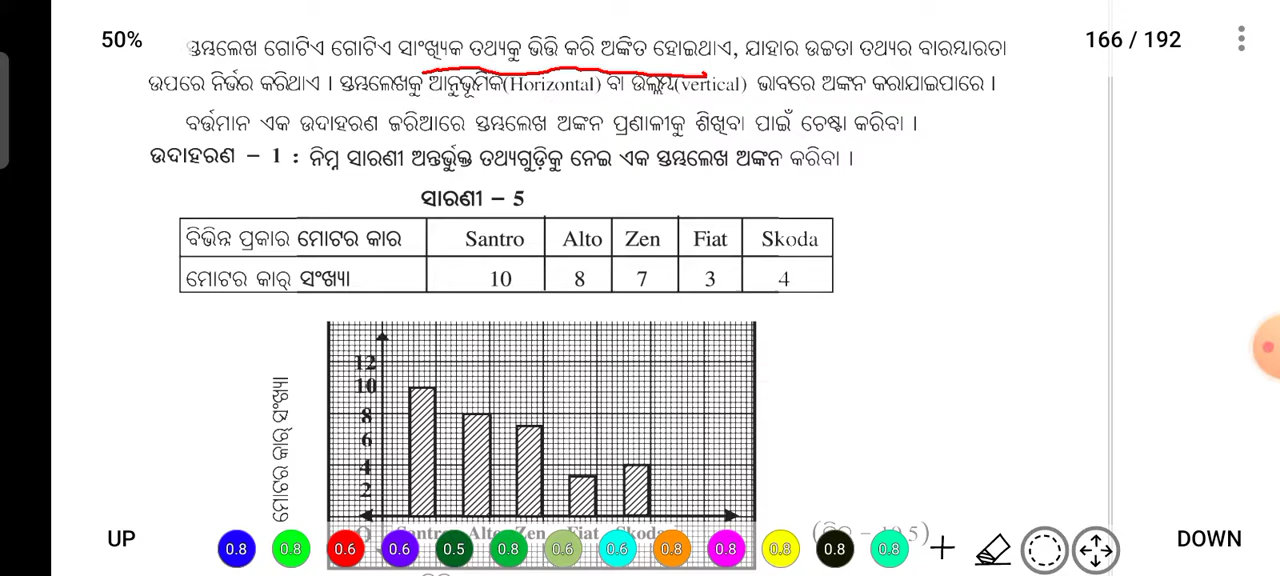 50%
166 / 192
ସ୍ତମ୍ଭଲେଖ ଗୋଟିଏ ଗୋଟିଏ ସାଂଖ୍ୟିକ ତଥ୍ୟକୁ ଭିତ୍ତି କରି ଅଙ୍କିତ ହୋଇଥାଏ, ଯାହାର ଉଚ୍ଚତା ତଥ୍ୟର ବାରମ୍ବାରତା
ଉପରେ ନିର୍ଭର କରିଥାଏ । ସ୍ତମ୍ଭଲେଖକୁ ଆନୁଭୂମିକ(Horizontal) ବା ଉଲ୍ଲମ୍ବ(vertical) ଭାବରେ ଅଙ୍କନ କରାଯାଇପାରେ ।
ବର୍ତ୍ତମାନ ଏକ ଉଦାହରଣ ଜରିଆରେ ସ୍ତମ୍ଭଲେଖ ଅଙ୍କନ ପ୍ରଣାଳୀକୁ ଶିଖିବା ପାଇଁ ଚେଷ୍ଟା କରିବା ।
ଉଦାହରଣ – 1 : ନିମ୍ନ ସାରଣୀ ଅନ୍ତର୍ଭୁକ୍ତ ତଥ୍ୟଗୁଡ଼ିକୁ ନେଇ ଏକ ସ୍ତମ୍ଭଲେଖ ଅଙ୍କନ କରିବା ।
ସାରଣୀ – 5
ବିଭିନ୍ନ ପ୍ରକାର ମୋଟର କାର Santro Alto Zen Fiat Skoda
ମୋଟର କାର୍ ସଂଖ୍ୟା 10 8 7 3 4
ମୋଟର କାର୍ ସଂଖ୍ୟା
12
10
8
6
4
2
O Santro Alto Zen Fiat Skoda
UP
0.8 0.8 0.6 0.6 0.5 0.8 0.6 0.6 0.8 0.8 0.8 0.8 0.8
DOWN